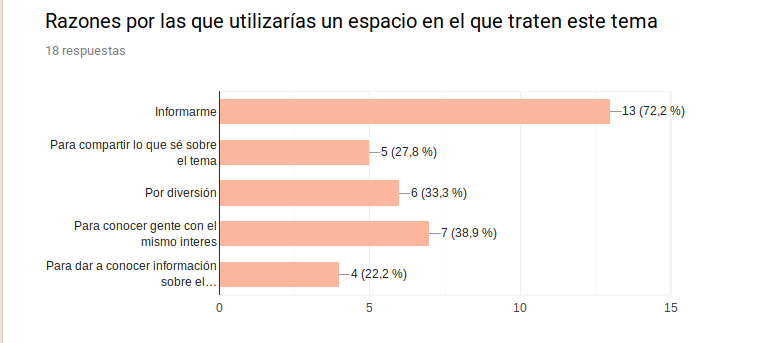 Razones por las que utilizarías un espacio en el que traten este tema
18 respuestas
Informarme
13 (72,2 %)
Para compartir lo que sé sobre
el tema
5 (27,8 %)
Por diversión
6 (33,3 %)
Para conocer gente con el
mismo interes
7 (38,9 %)
Para dar a conocer información
sobre el…
4 (22,2 %)
0 5 10 15